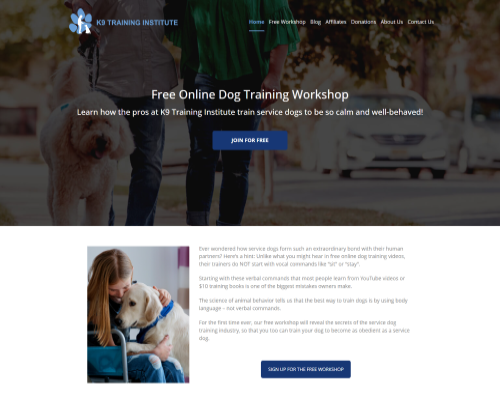 K9 TRAINING INSTITUTE
Home Free Workshop Blog Affiliates Donations About Us Contact Us
Free Online Dog Training Workshop
Learn how the pros at K9 Training Institute train service dogs to be so calm and well-behaved!
JOIN FOR FREE
Ever wondered how service dogs form such an extraordinary bond with their human
partners? Here's a hint: Unlike what you might hear in free online dog training videos,
their trainers do NOT start with vocal commands like "sit" or "stay".
Starting with these verbal commands that most people learn from YouTube videos or
$10 training books is one of the biggest mistakes owners make.
The science of animal behavior tells us that the best way to train dogs is by using body
language – not verbal commands.
For the first time ever, our free workshop will reveal the secrets of the service dog
training industry, so that you too can train your dog to become as obedient as a service
dog.
SIGN UP FOR THE FREE WORKSHOP